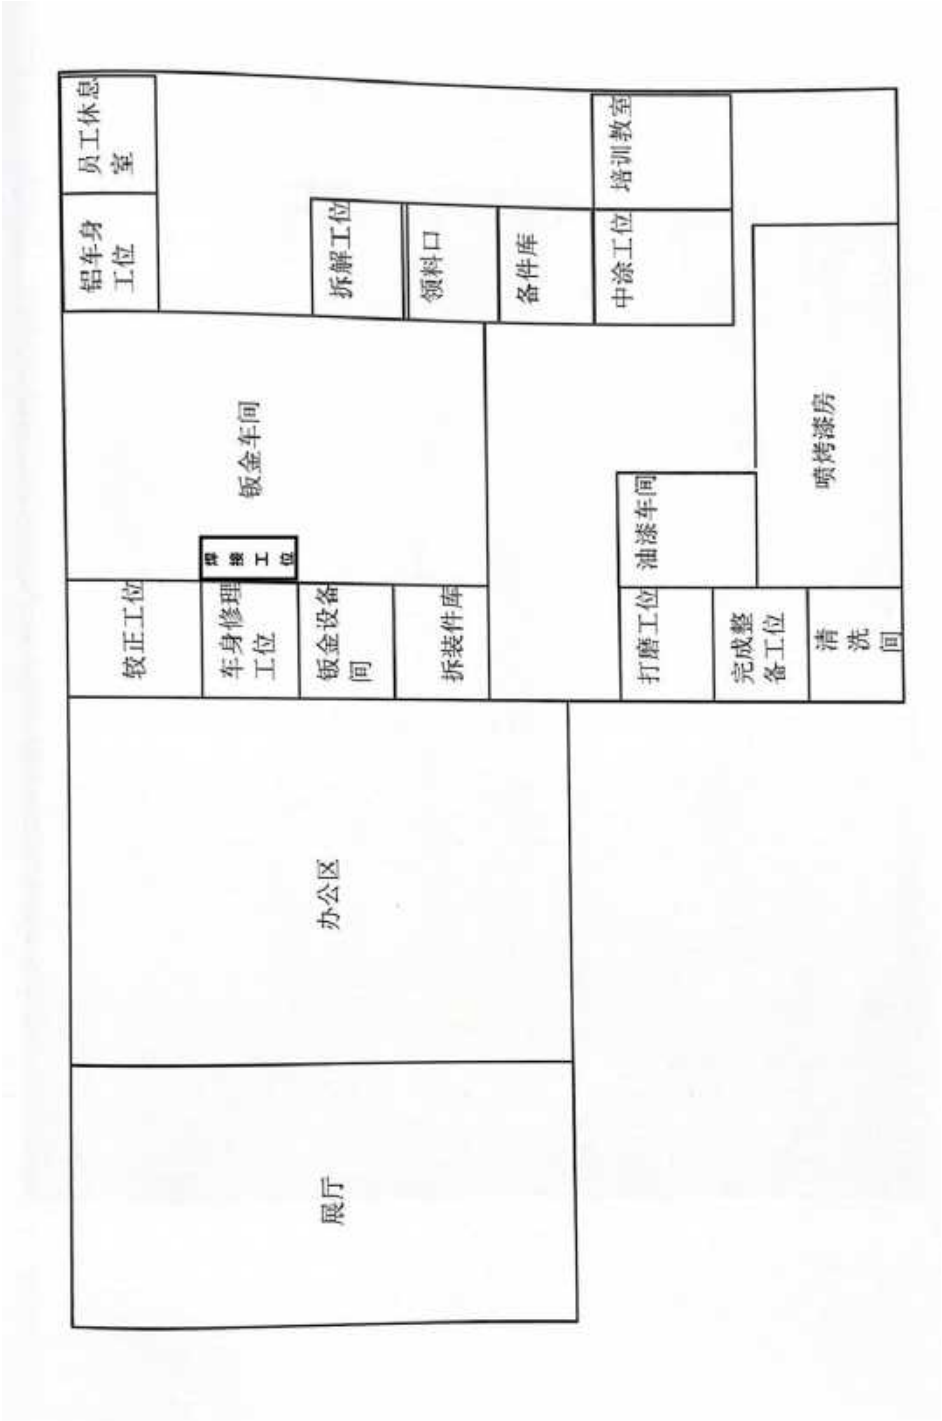 铝车身
工位
员工休息
室
较正工位
车身修理
工位
焊接工位
钣金车间
展厅
办公区
钣金设备
间
拆解工位
拆装件库
领料口
备件库
中涂工位
培训教室
打磨工位
油漆车间
完成整
备工位
喷烤漆房
清
洗
间